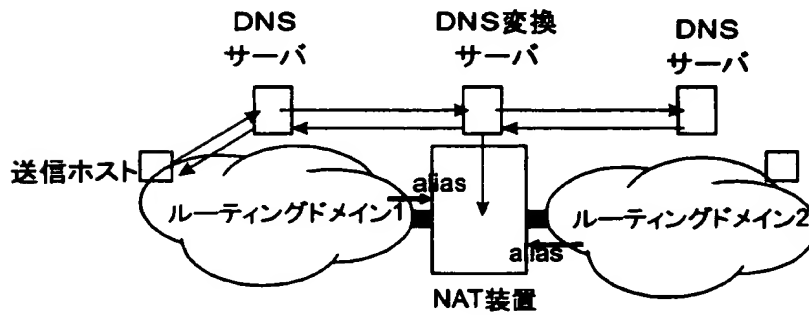 DNS
サーバ
DNS変換
サーバ
DNS
サーバ
送信ホスト
alias
ルーティングドメイン1
ルーティングドメイン2
alias
NAT装置